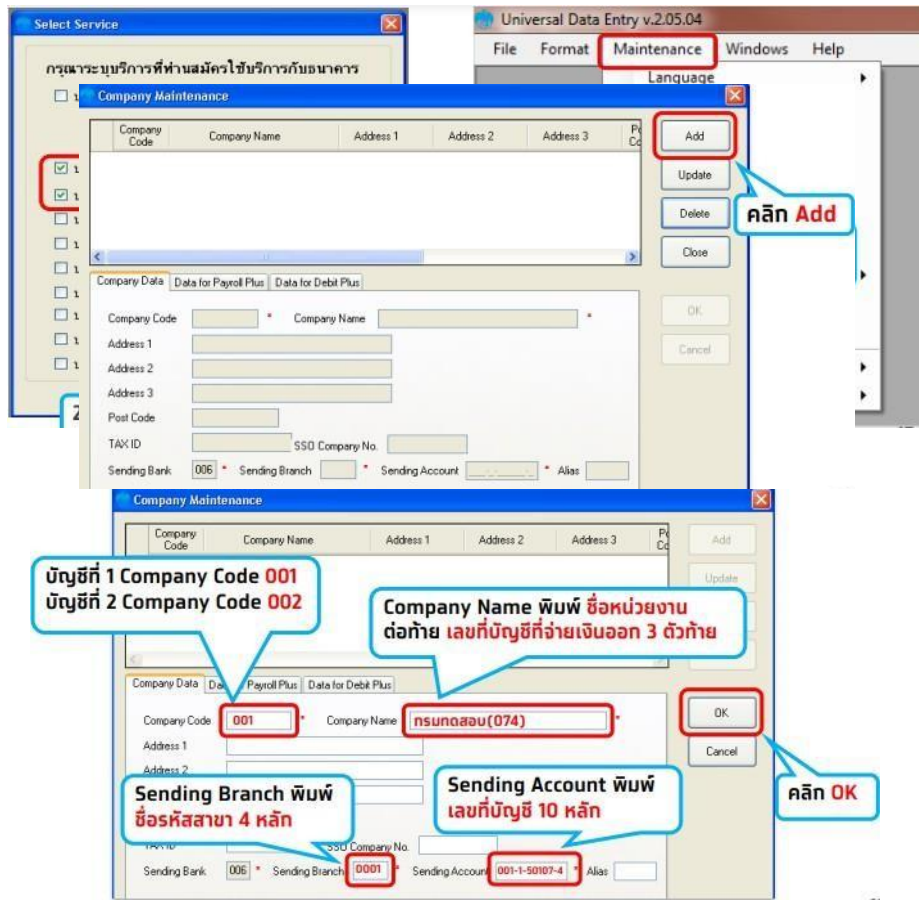 Select Service
กรุณาระบุบริการที่ท่านสมัครใช้บริการกับธนาคาร
Universal Data Entry v.2.05.04
File Format Maintenance Windows Help
Language
Company Maintenance
Company Code Company Name Address 1 Address 2 Address 3
Add
Update
Delete
Close
OK
Cancel
คลิก Add
Company Data Data for Payroll Plus Data for Debit Plus
Company Code * Company Name *
Address 1
Address 2
Address 3
Post Code
TAX ID SSO Company No.
Sending Bank 006 * Sending Branch * Sending Account * Alias
2
Company Maintenance
Company Code Company Name Address 1 Address 2 Address 3
Add
Update
บัญชีที่ 1 Company Code 001
บัญชีที่ 2 Company Code 002
Company Name พิมพ์ ชื่อหน่วยงาน
ต่อท้าย เลขที่บัญชีที่จ่ายเงินออก 3 ตัวท้าย
Company Data Payroll Plus Data for Debit Plus
Company Code 001 * Company Name กรมทดสอบ(074) *
Address 1
Address 2
OK
Cancel
คลิก OK
Sending Branch พิมพ์
ชื่อรหัสสาขา 4 หลัก
Sending Account พิมพ์
เลขที่บัญชี 10 หลัก
TAX ID SSO Company No.
Sending Bank 006 * Sending Branch 0001 * Sending Account 001-1-50107-4 * Alias